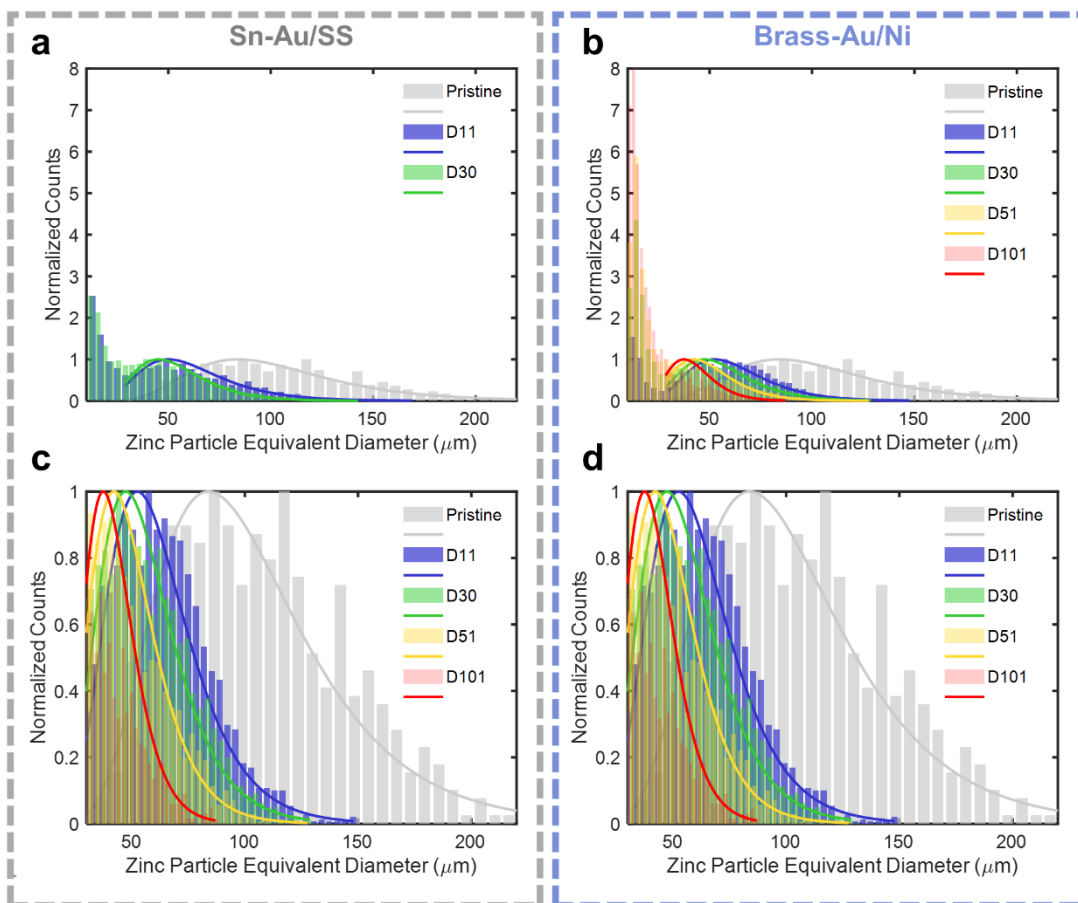 Sn-Au/SS
a
8
7
6
5
4
3
2
1
0
Normalized Counts
Pristine
D11
D30
50
100
150
200
Zinc Particle Equivalent Diameter (μm)
Brass-Au/Ni
b
8
7
6
5
4
3
2
1
0
Normalized Counts
Pristine
D11
D30
D51
D101
50
100
150
200
Zinc Particle Equivalent Diameter (μm)
c
1
0.8
0.6
0.4
0.2
0
Normalized Counts
Pristine
D11
D30
D51
D101
50
100
150
200
Zinc Particle Equivalent Diameter (μm)
d
1
0.8
0.6
0.4
0.2
0
Normalized Counts
Pristine
D11
D30
D51
D101
50
100
150
200
Zinc Particle Equivalent Diameter (μm)